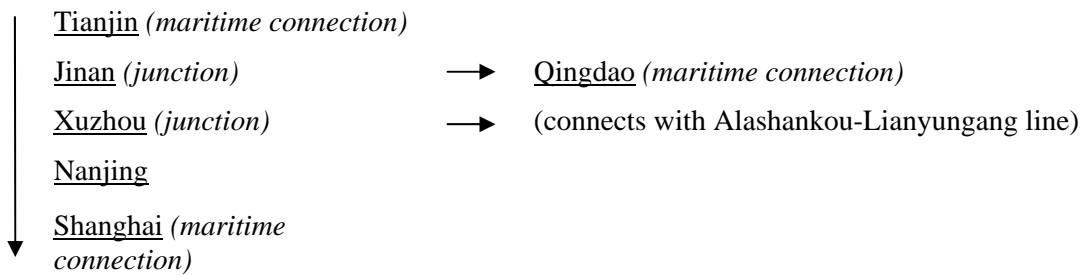 Tianjin (maritime connection)
Jinan (junction)
Qingdao (maritime connection)
Xuzhou (junction)
(connects with Alashankou-Lianyungang line)
Nanjing
Shanghai (maritime
connection)